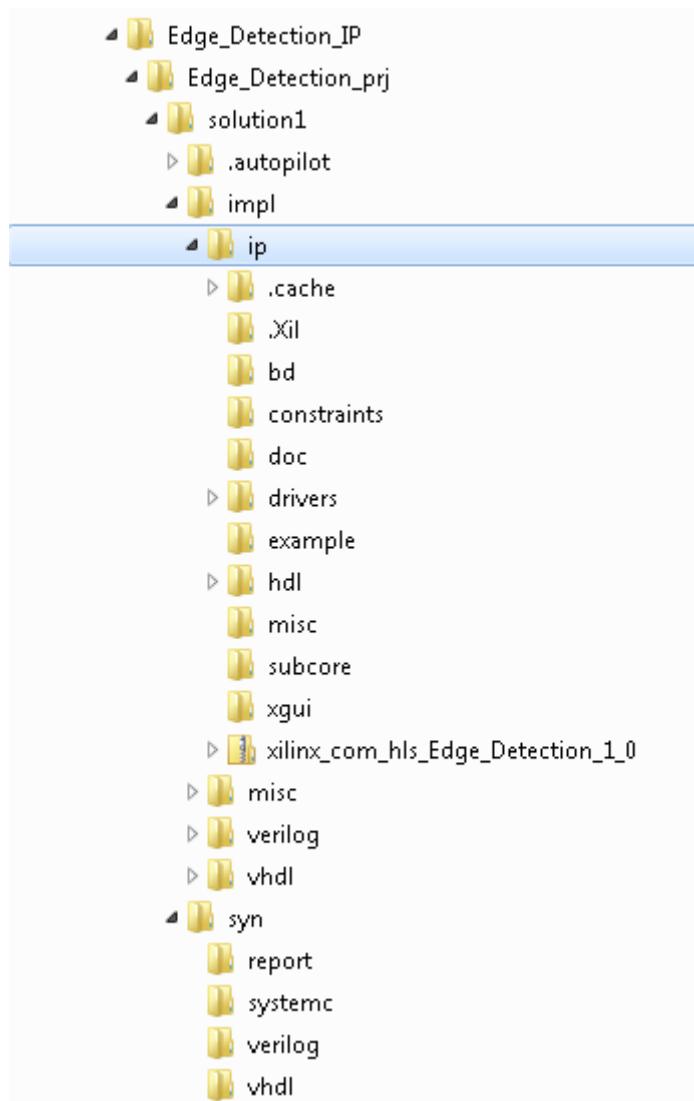 Edge_Detection_IP
Edge_Detection_prj
solution1
.autopilot
impl
ip
.cache
.Xil
bd
constraints
doc
drivers
example
hdl
misc
subcore
xgui
xilinx_com_hls_Edge_Detection_1_0
misc
verilog
vhdl
syn
report
systemc
verilog
vhdl